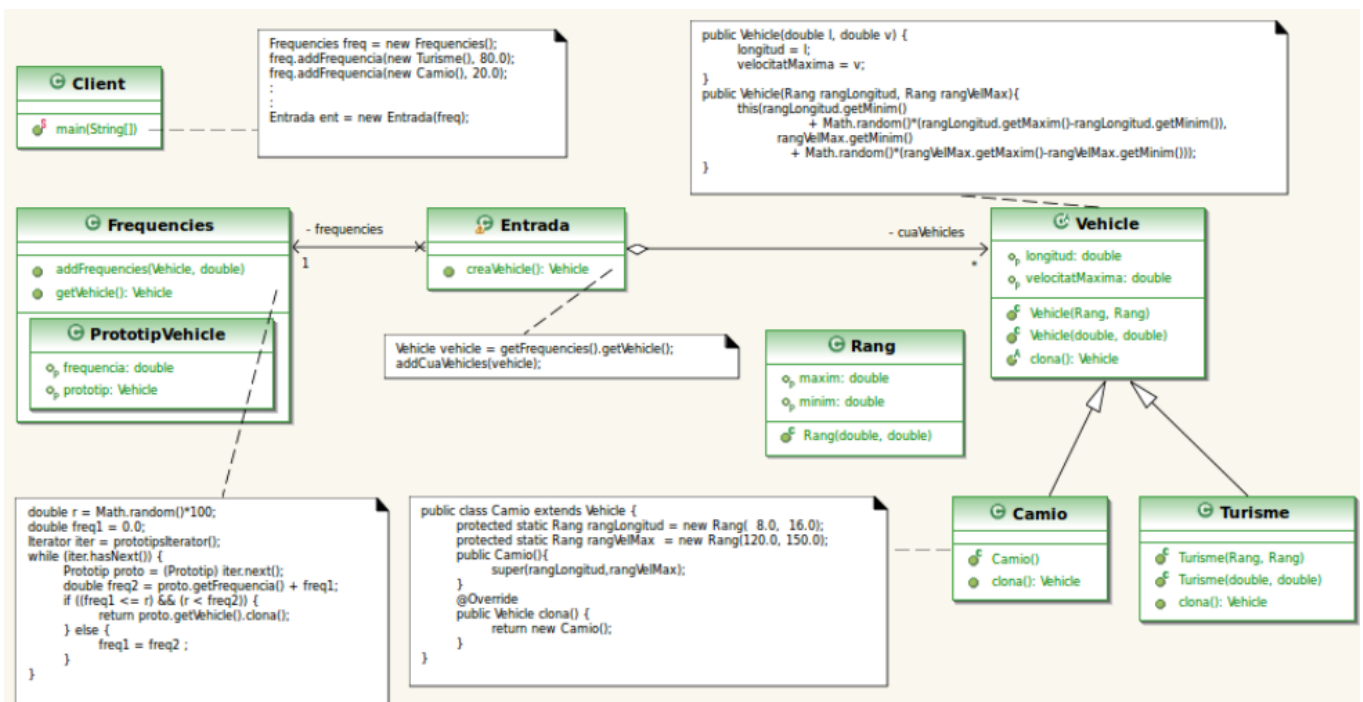 Client
main(String[])
Frequencies freq = new Frequencies();
freq.addFrequencia(new Turisme(), 80.0);
freq.addFrequencia(new Camio(), 20.0);
:
:
Entrada ent = new Entrada(freq);
public Vehicle(double l, double v) {
longitud = l;
velocitatMaxima = v;
}
public Vehicle(Rang rangLongitud, Rang rangVelMax){
this(rangLongitud.getMinim()
+ Math.random()*(rangLongitud.getMaxim()-rangLongitud.getMinim()),
rangVelMax.getMinim()
+ Math.random()*(rangVelMax.getMaxim()-rangVelMax.getMinim()));
}
Frequencies
addFrequencies(Vehicle, double)
getVehicle(): Vehicle
PrototipVehicle
frequencia: double
prototip: Vehicle
- frequencies
1
Entrada
creaVehicle(): Vehicle
- cuaVehicles
*
Vehicle
longitud: double
velocitatMaxima: double
Vehicle(Rang, Rang)
Vehicle(double, double)
clona(): Vehicle
Vehicle vehicle = getFrequencies().getVehicle();
addCuaVehicles(vehicle);
Rang
maxim: double
minim: double
Rang(double, double)
double r = Math.random()*100;
double freq1 = 0.0;
Iterator iter = prototipsIterator();
while (iter.hasNext()) {
Prototip proto = (Prototip) iter.next();
double freq2 = proto.getFrequencia() + freq1;
if ((freq1 <= r) && (r < freq2)) {
return proto.getVehicle().clona();
} else {
freq1 = freq2 ;
}
}
public class Camio extends Vehicle {
protected static Rang rangLongitud = new Rang( 8.0, 16.0);
protected static Rang rangVelMax = new Rang(120.0, 150.0);
public Camio(){
super(rangLongitud,rangVelMax);
}
@Override
public Vehicle clona() {
return new Camio();
}
}
Camio
Camio()
clona(): Vehicle
Turisme
Turisme(Rang, Rang)
Turisme(double, double)
clona(): Vehicle